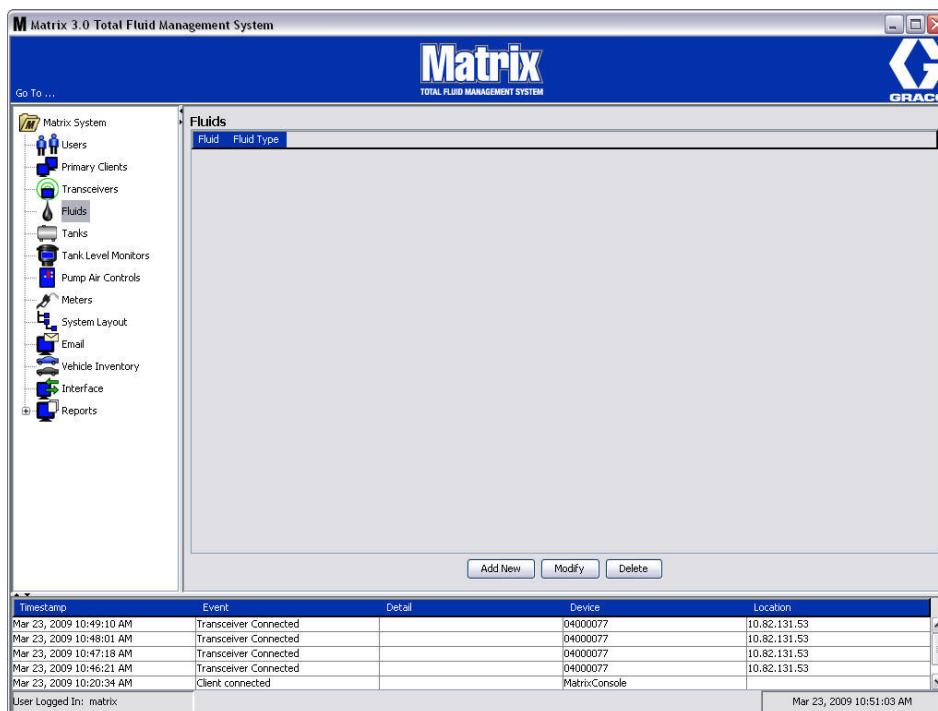 M Matrix 3.0 Total Fluid Management System
Matrix
TOTAL FLUID MANAGEMENT SYSTEM
Go To ...
GRACO
Matrix System
Users
Primary Clients
Transceivers
Fluids
Tanks
Tank Level Monitors
Pump Air Controls
Meters
System Layout
Email
Vehicle Inventory
Interface
Reports
Fluids
Fluid Fluid Type
Add New Modify Delete
Timestamp Event Detail Device Location
Mar 23, 2009 10:49:10 AM Transceiver Connected 04000077 10.82.131.53
Mar 23, 2009 10:48:01 AM Transceiver Connected 04000077 10.82.131.53
Mar 23, 2009 10:47:18 AM Transceiver Connected 04000077 10.82.131.53
Mar 23, 2009 10:46:21 AM Transceiver Connected 04000077 10.82.131.53
Mar 23, 2009 10:20:34 AM Client connected MatrixConsole
User Logged In: matrix Mar 23, 2009 10:51:03 AM